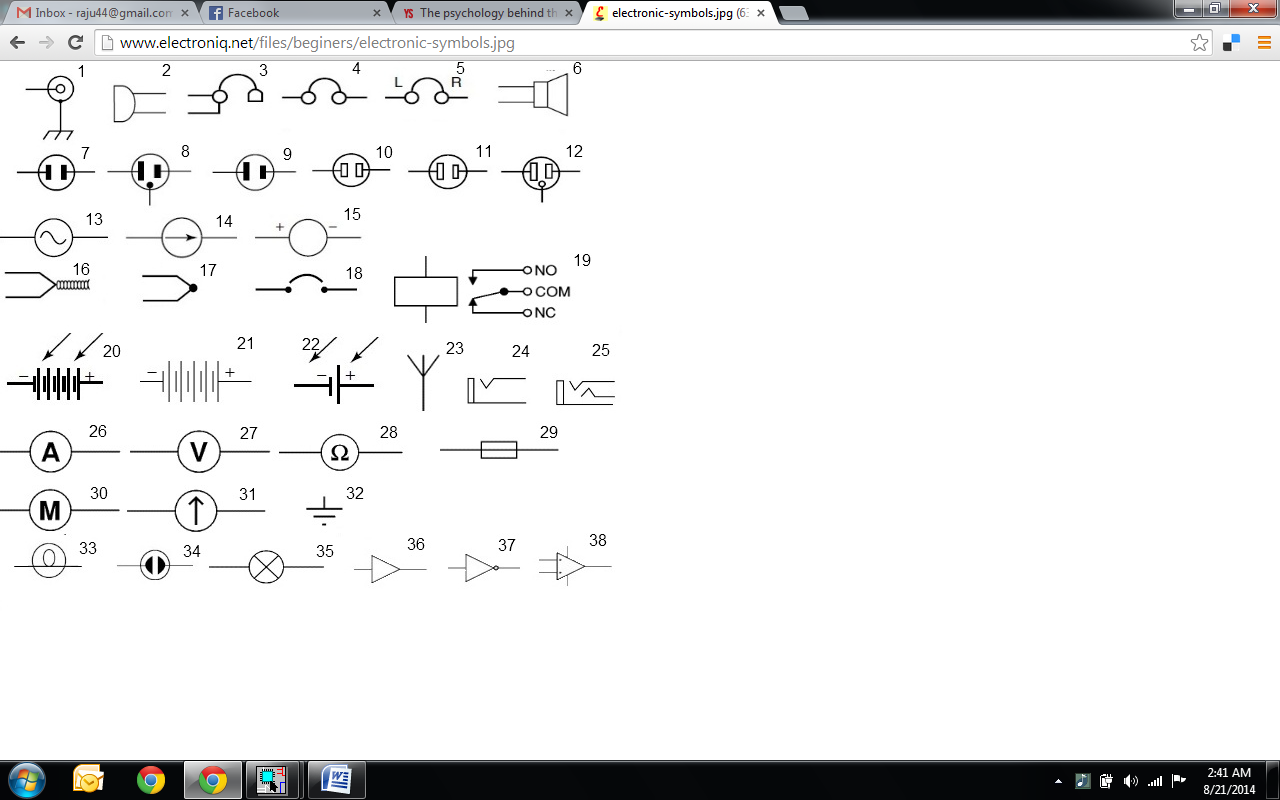 Inbox - raju44@gmail.com
Facebook
The psychology behind th
electronic-symbols.jpg (63
www.electroniq.net/files/beginers/electronic-symbols.jpg
1 2 3 4 5 6
L R
7 8 9 10 11 12
13 14 15
+ −
16 17 18 19
NO
COM
NC
20 21 22 23 24 25
− + − + − +
26 27 28 29
A V Ω
30 31 32
M
33 34 35 36 37 38
2:41 AM
8/21/2014